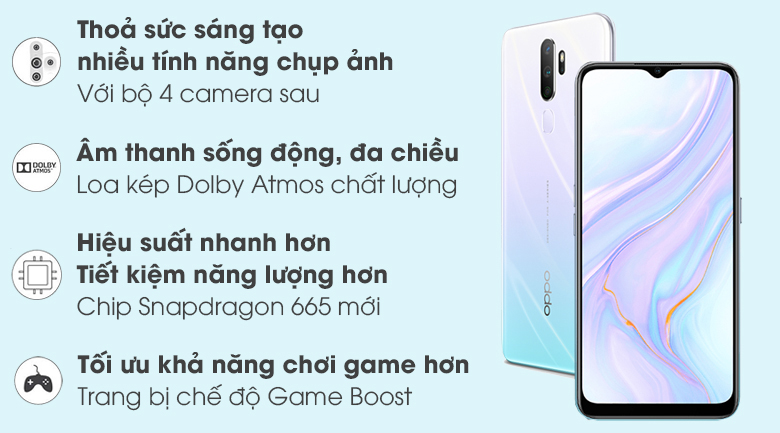 Thoả sức sáng tạo
nhiều tính năng chụp ảnh
Với bộ 4 camera sau
DOLBY
ATMOS
Âm thanh sống động, đa chiều
Loa kép Dolby Atmos chất lượng
Hiệu suất nhanh hơn
Tiết kiệm năng lượng hơn
Chip Snapdragon 665 mới
Tối ưu khả năng chơi game hơn
Trang bị chế độ Game Boost
oppo